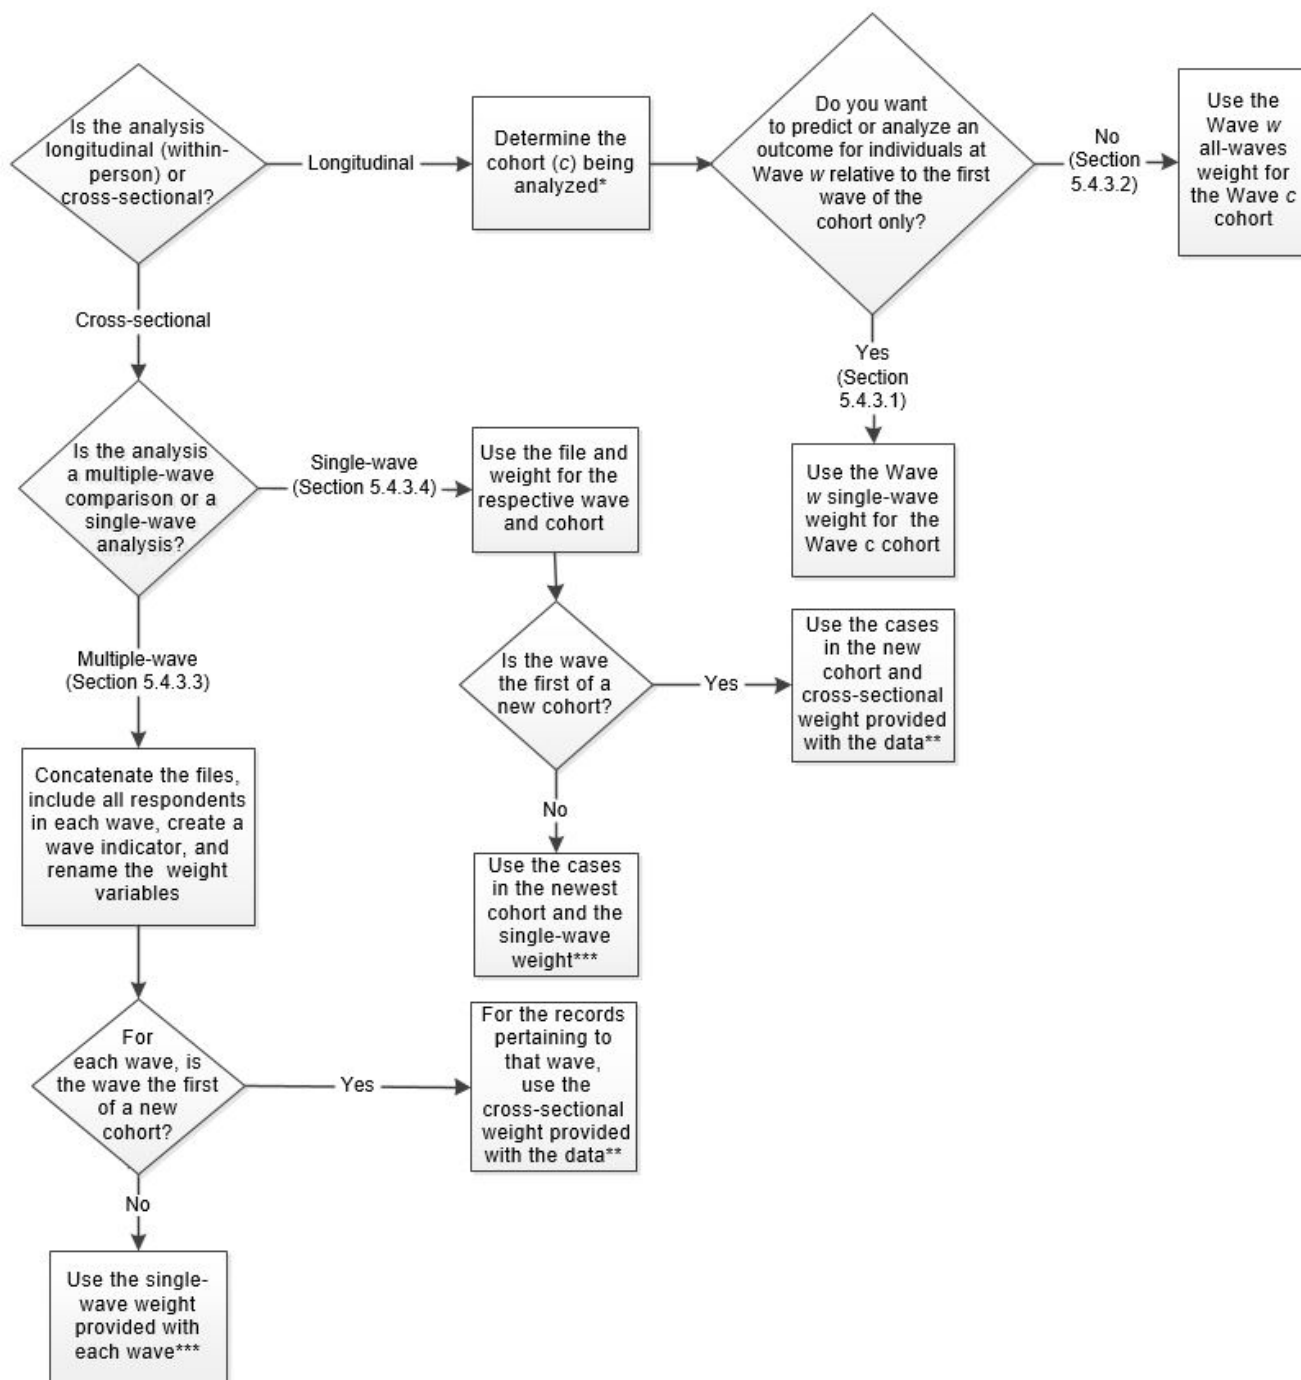 Is the analysis
longitudinal (within-
person) or
cross-sectional?
Longitudinal
Determine the
cohort (c) being
analyzed*
Do you want
to predict or analyze an
outcome for individuals at
Wave w relative to the first
wave of the
cohort only?
No
(Section
5.4.3.2)
Use the
Wave w
all-waves
weight for
the Wave c
cohort
Yes
(Section
5.4.3.1)
Use the Wave
w single-wave
weight for the
Wave c cohort
Cross-sectional
Is the analysis
a multiple-wave
comparison or a
single-wave
analysis?
Single-wave
(Section 5.4.3.4)
Use the file and
weight for the
respective wave
and cohort
Is the wave
the first of a
new cohort?
Yes
Use the cases
in the new
cohort and
cross-sectional
weight provided
with the data**
No
Use the cases
in the newest
cohort and the
single-wave
weight***
Multiple-wave
(Section 5.4.3.3)
Concatenate the files,
include all respondents
in each wave, create a
wave indicator, and
rename the weight
variables
For
each wave, is
the wave the first
of a new
cohort?
Yes
For the records
pertaining to
that wave,
use the
cross-sectional
weight provided
with the data**
No
Use the single-
wave weight
provided with
each wave***